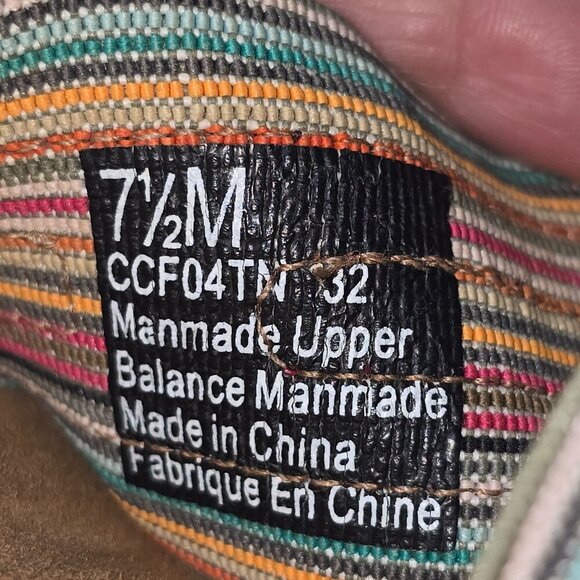 7½M
CCF04TN 32
Manmade Upper
Balance Manmade
Made in China
Fabrique En Chine